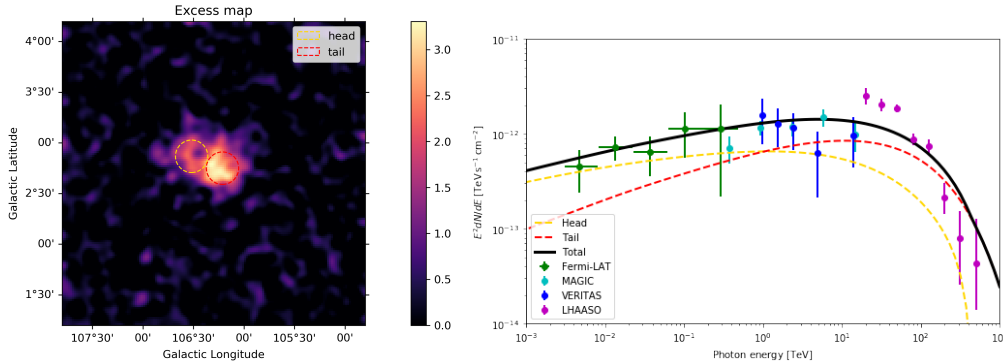 Excess map
head
tail
4°00'
3°30'
00'
2°30'
00'
1°30'
Galactic Latitude
107°30'
00'
106°30'
00'
105°30'
00'
Galactic Longitude
3.0
2.5
2.0
1.5
1.0
0.5
0.0
10⁻¹¹
10⁻¹²
10⁻¹³
10⁻¹⁴
E²dN/dE [TeV s⁻¹ cm⁻²]
Head
Tail
Total
Fermi-LAT
MAGIC
VERITAS
LHAASO
10⁻³
10⁻²
10⁻¹
10⁰
10¹
10²
10³
Photon energy [TeV]